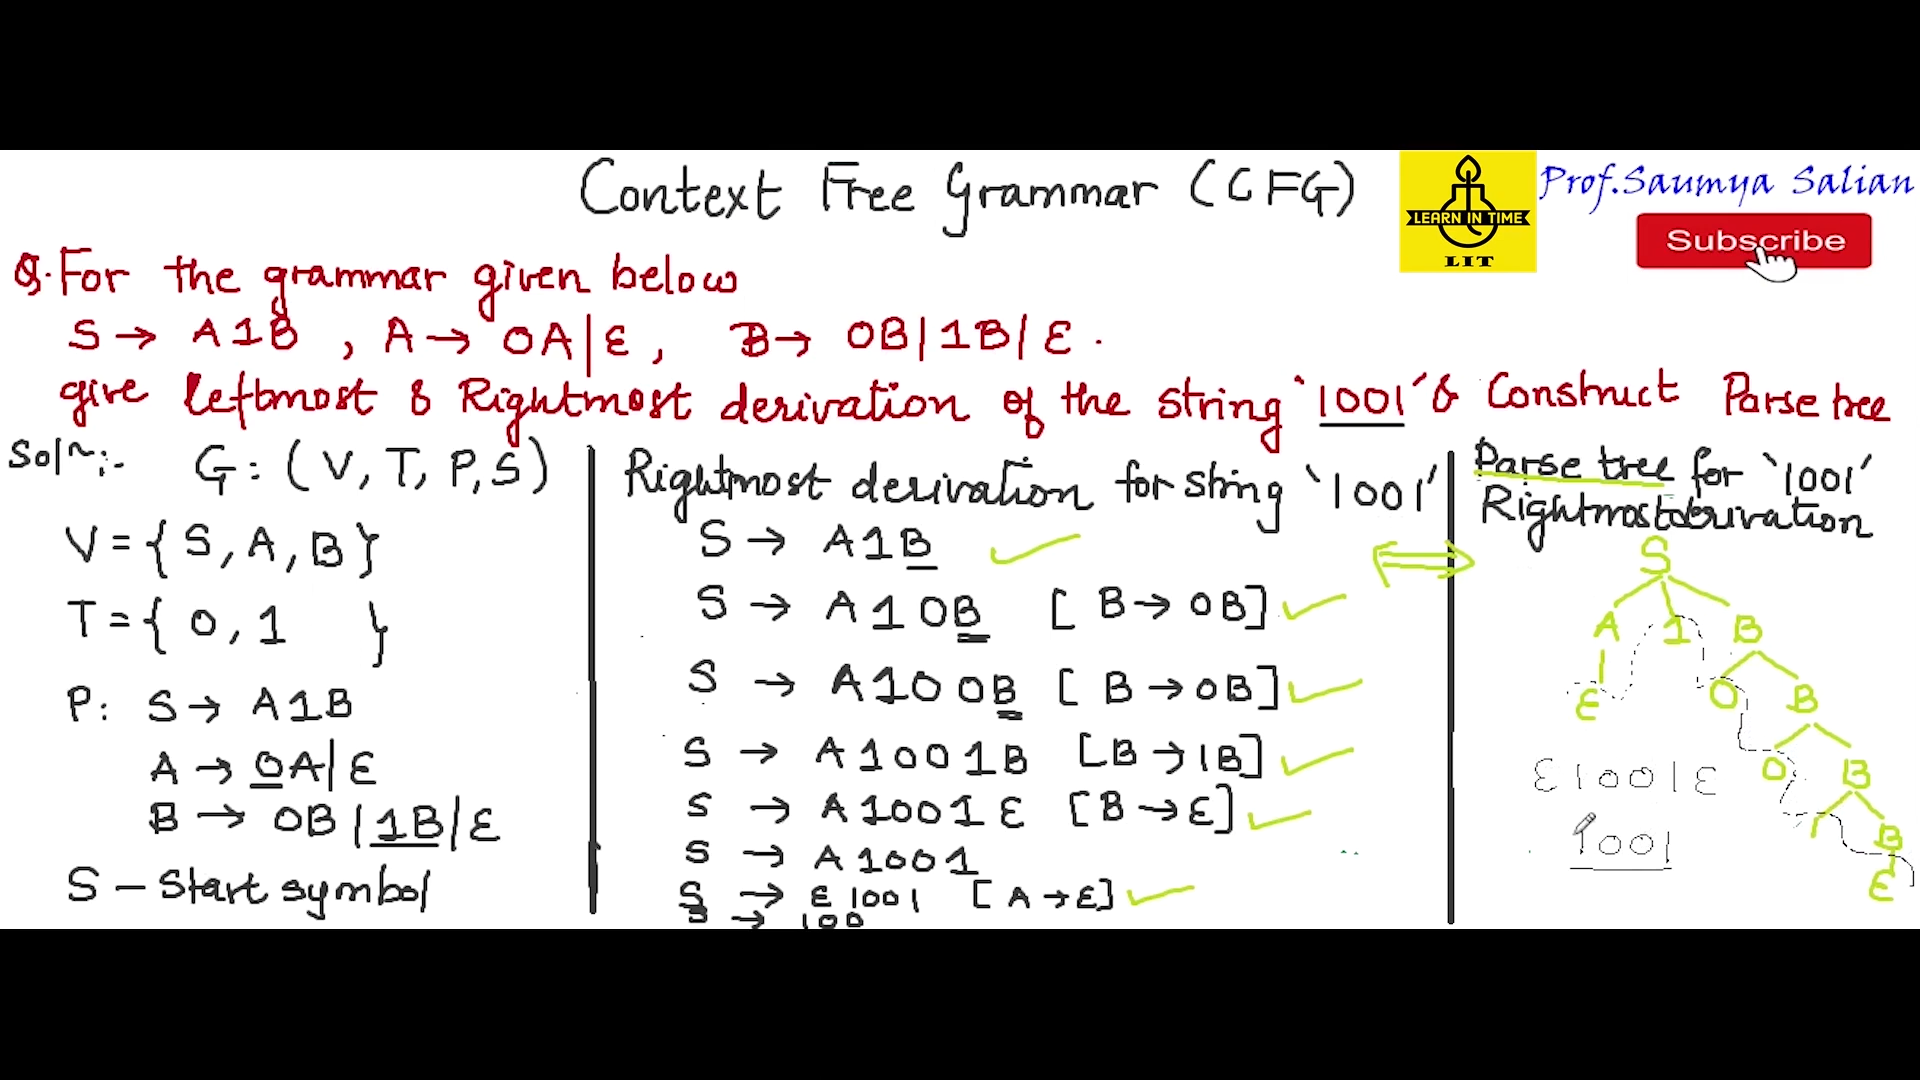 Context Free Grammar (CFG)
LEARN IN TIME
LIT
Prof.Saumya Salian
Subscribe
Q. For the grammar given below
S → A1B , A → 0A|ε , B → 0B|1B|ε .
give leftmost & Rightmost derivation of the string '1001' & Construct Parse tree
Soln:- G: (V, T, P, S)
V = {S, A, B}
T = {0, 1 }
P: S → A1B
A → 0A|ε
B → 0B|1B|ε
S – Start symbol
Rightmost derivation for string '1001'
S → A1B
S → A10B [B → 0B]
S → A100B [B → 0B]
S → A1001B [B → 1B]
S → A1001ε [B → ε]
S → A1001
S → ε1001 [A → ε]
S → 100
Parse tree for '1001'
Rightmost derivation
S
A 1 B
ε 0 B
0 B
1 B
ε
ε1001ε
1001